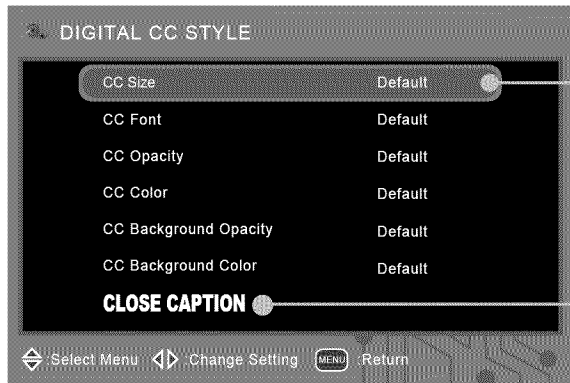 DIGITAL CC STYLE
CC Size Default
CC Font Default
CC Opacity Default
CC Color Default
CC Background Opacity Default
CC Background Color Default
CLOSE CAPTION
:Select Menu :Change Setting MENU :Return